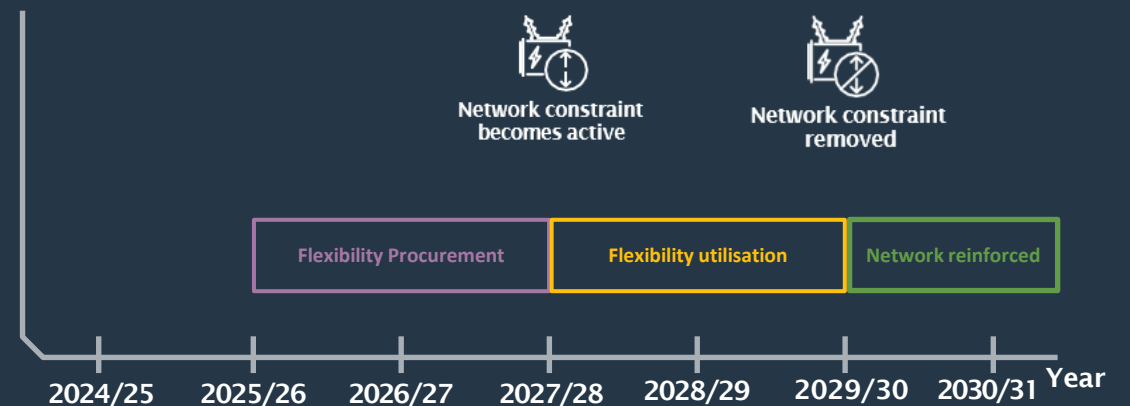 Network constraint
becomes active
Network constraint
removed
Flexibility Procurement
Flexibility utilisation
Network reinforced
2024/25
2025/26
2026/27
2027/28
2028/29
2029/30
2030/31
Year